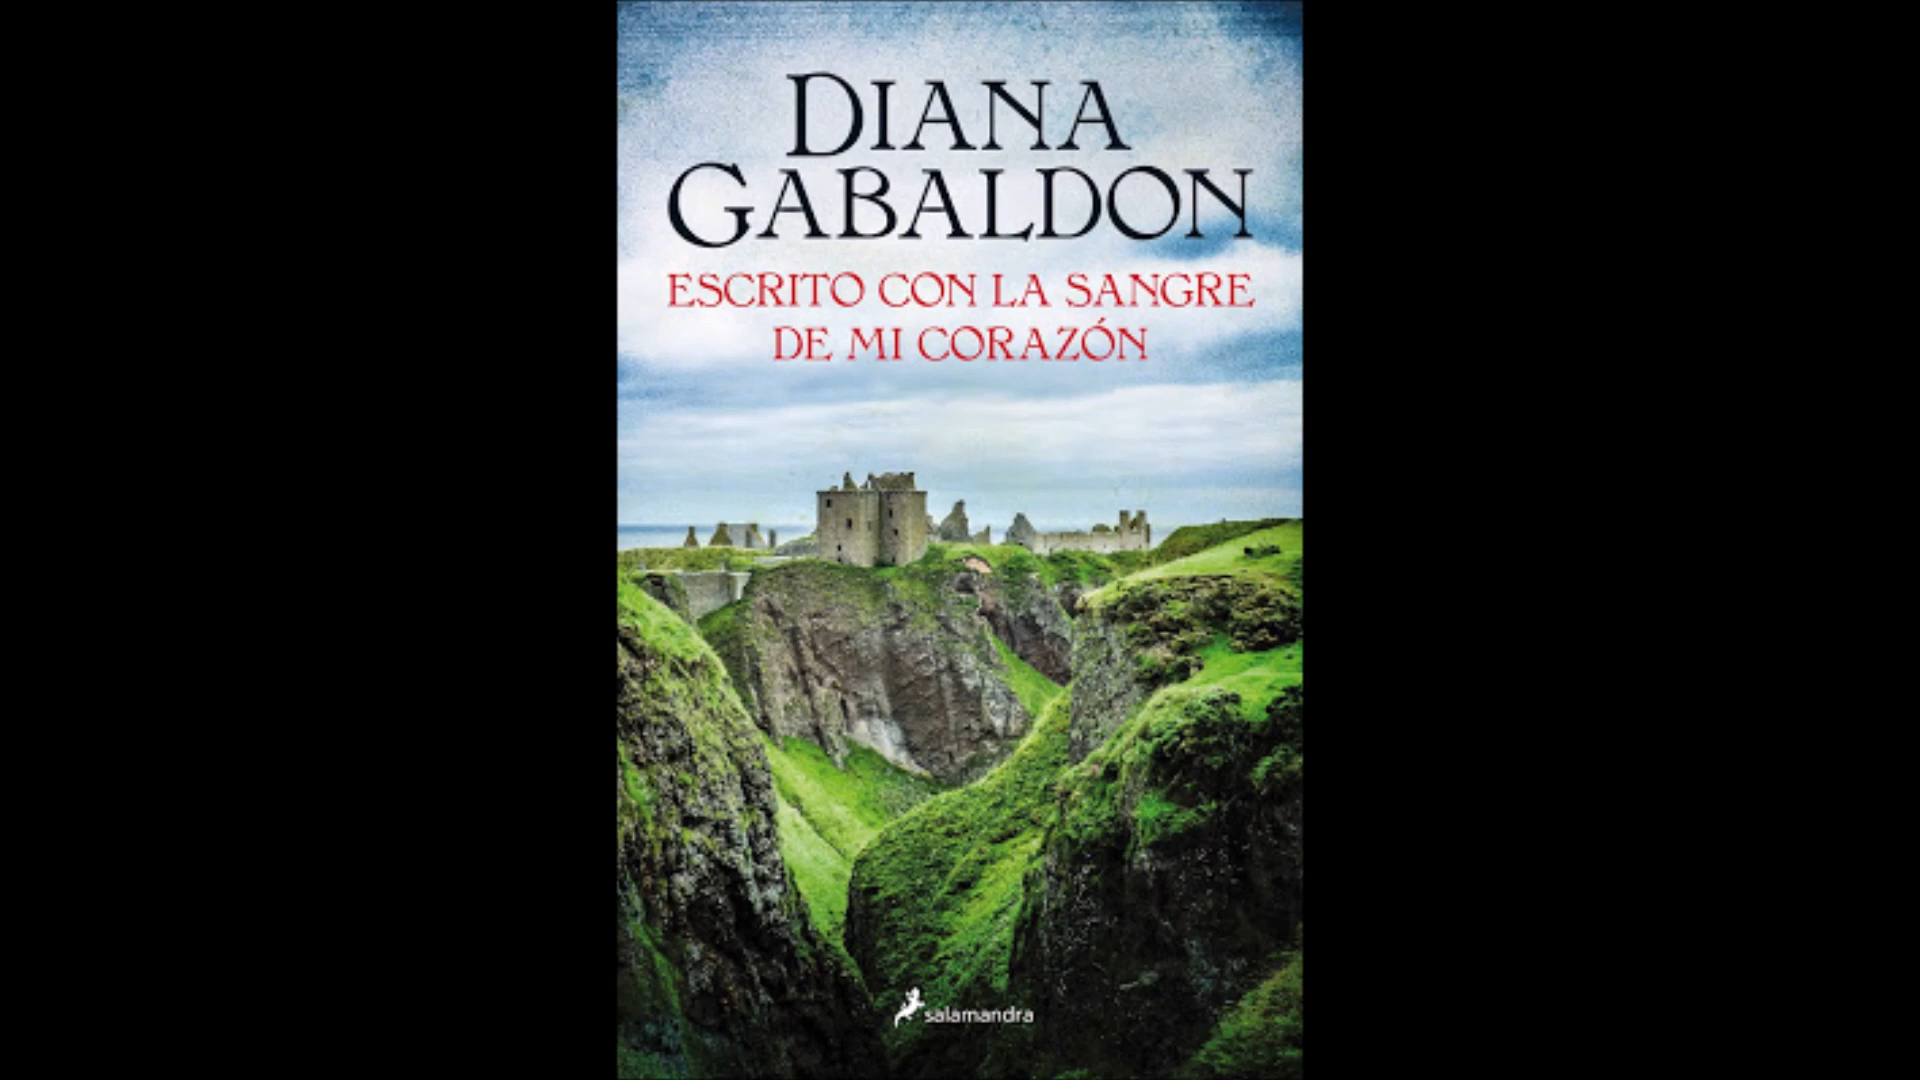 DIANA
GABALDON
ESCRITO CON LA SANGRE
DE MI CORAZÓN
salamandra